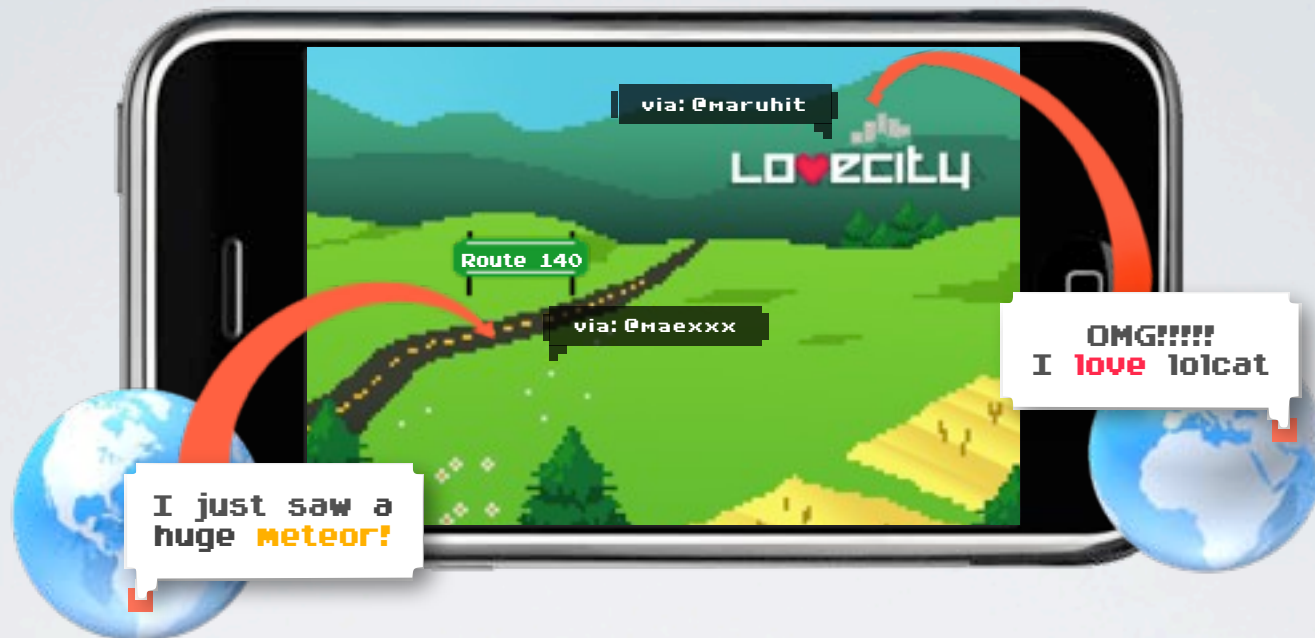 via:@maruhit
LOVECITY
Route 140
via:@maexxx
OMG!!!!!
I love lolcat
I just saw a
huge meteor!